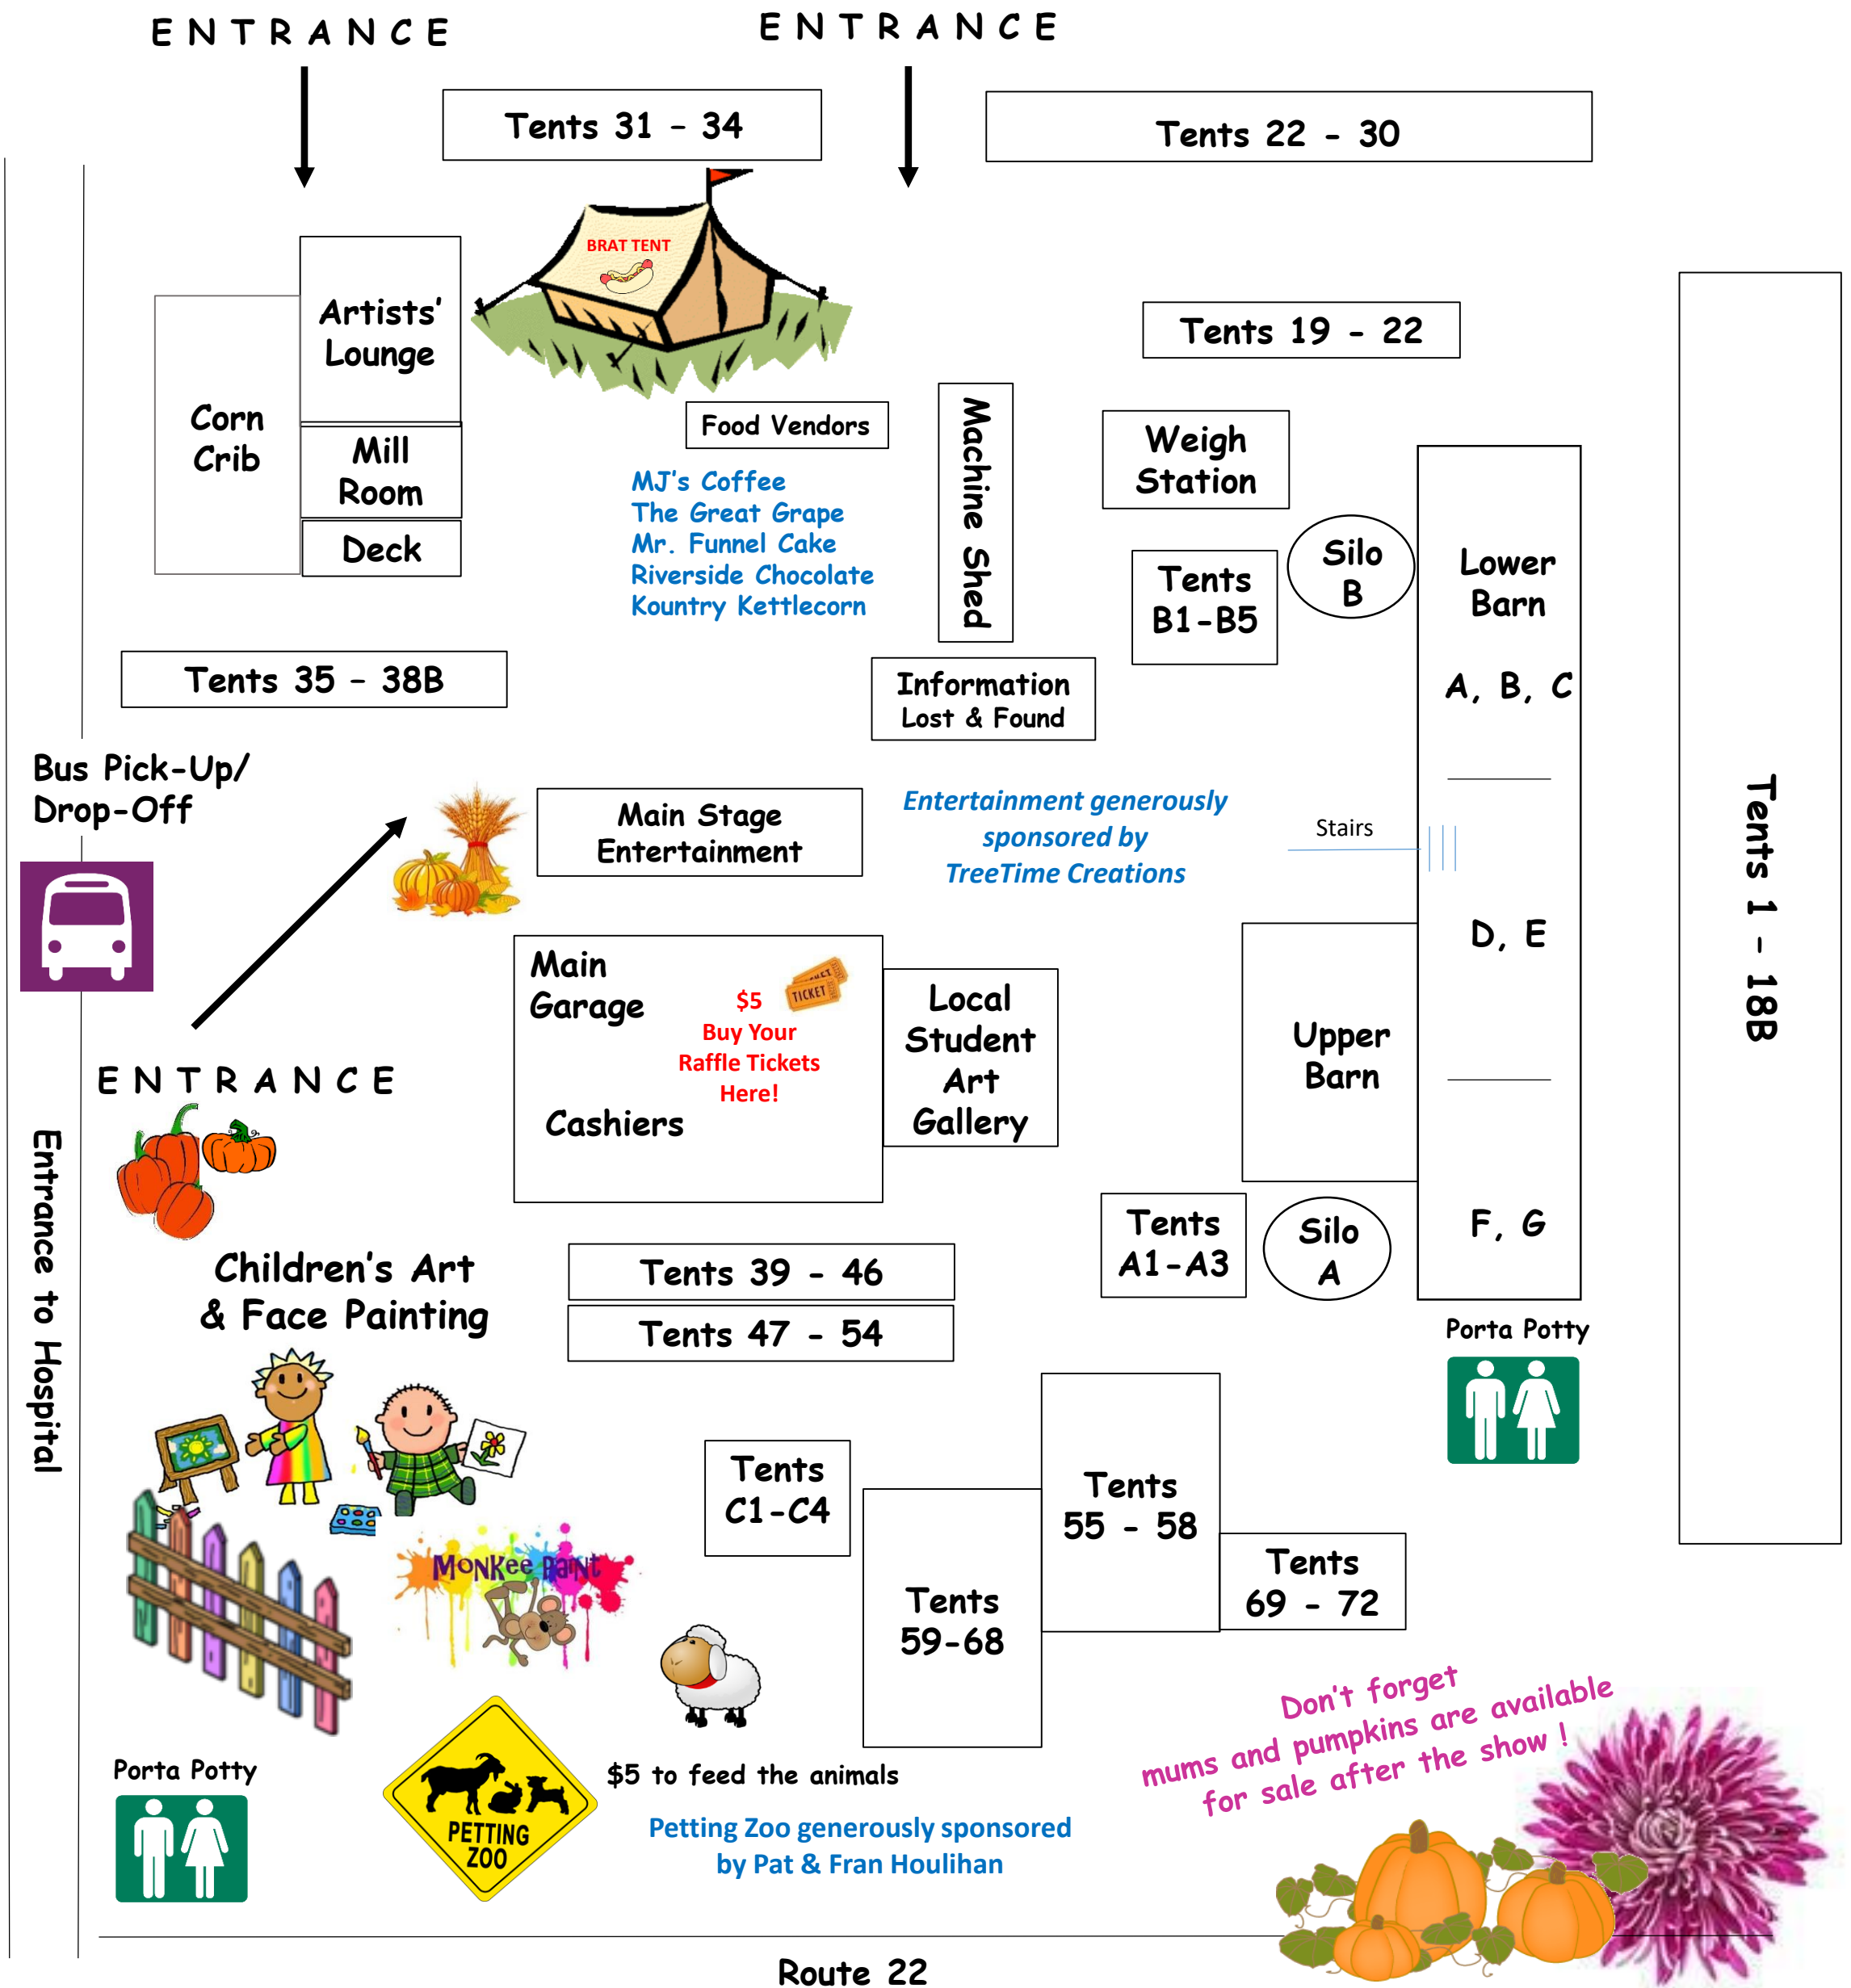 E N T R A N C E
E N T R A N C E
Tents 31 - 34
Tents 22 - 30
BRAT TENT
Artists'
Lounge
Tents 19 - 22
Corn
Crib
Mill
Room
Deck
Food Vendors
MJ's Coffee
The Great Grape
Mr. Funnel Cake
Riverside Chocolate
Kountry Kettlecorn
Machine Shed
Weigh
Station
Silo
B
Tents
B1-B5
Lower
Barn
A, B, C
Tents 35 - 38B
Information
Lost & Found
Bus Pick-Up/
Drop-Off
Main Stage
Entertainment
Entertainment generously
sponsored by
TreeTime Creations
Stairs
Tents 1 - 18B
D, E
Main
Garage
TICKET
TICKET
$5
Buy Your
Raffle Tickets
Here!
Cashiers
Local
Student
Art
Gallery
Upper
Barn
E N T R A N C E
Entrance to Hospital
Tents
A1-A3
Silo
A
F, G
Children's Art
& Face Painting
Tents 39 - 46
Tents 47 - 54
Porta Potty
Tents
C1-C4
Tents
55 - 58
Monkee Paint
Tents
59-68
Tents
69 - 72
Don't forget
mums and pumpkins are available
for sale after the show !
Porta Potty
PETTING
ZOO
$5 to feed the animals
Petting Zoo generously sponsored
by Pat & Fran Houlihan
Route 22